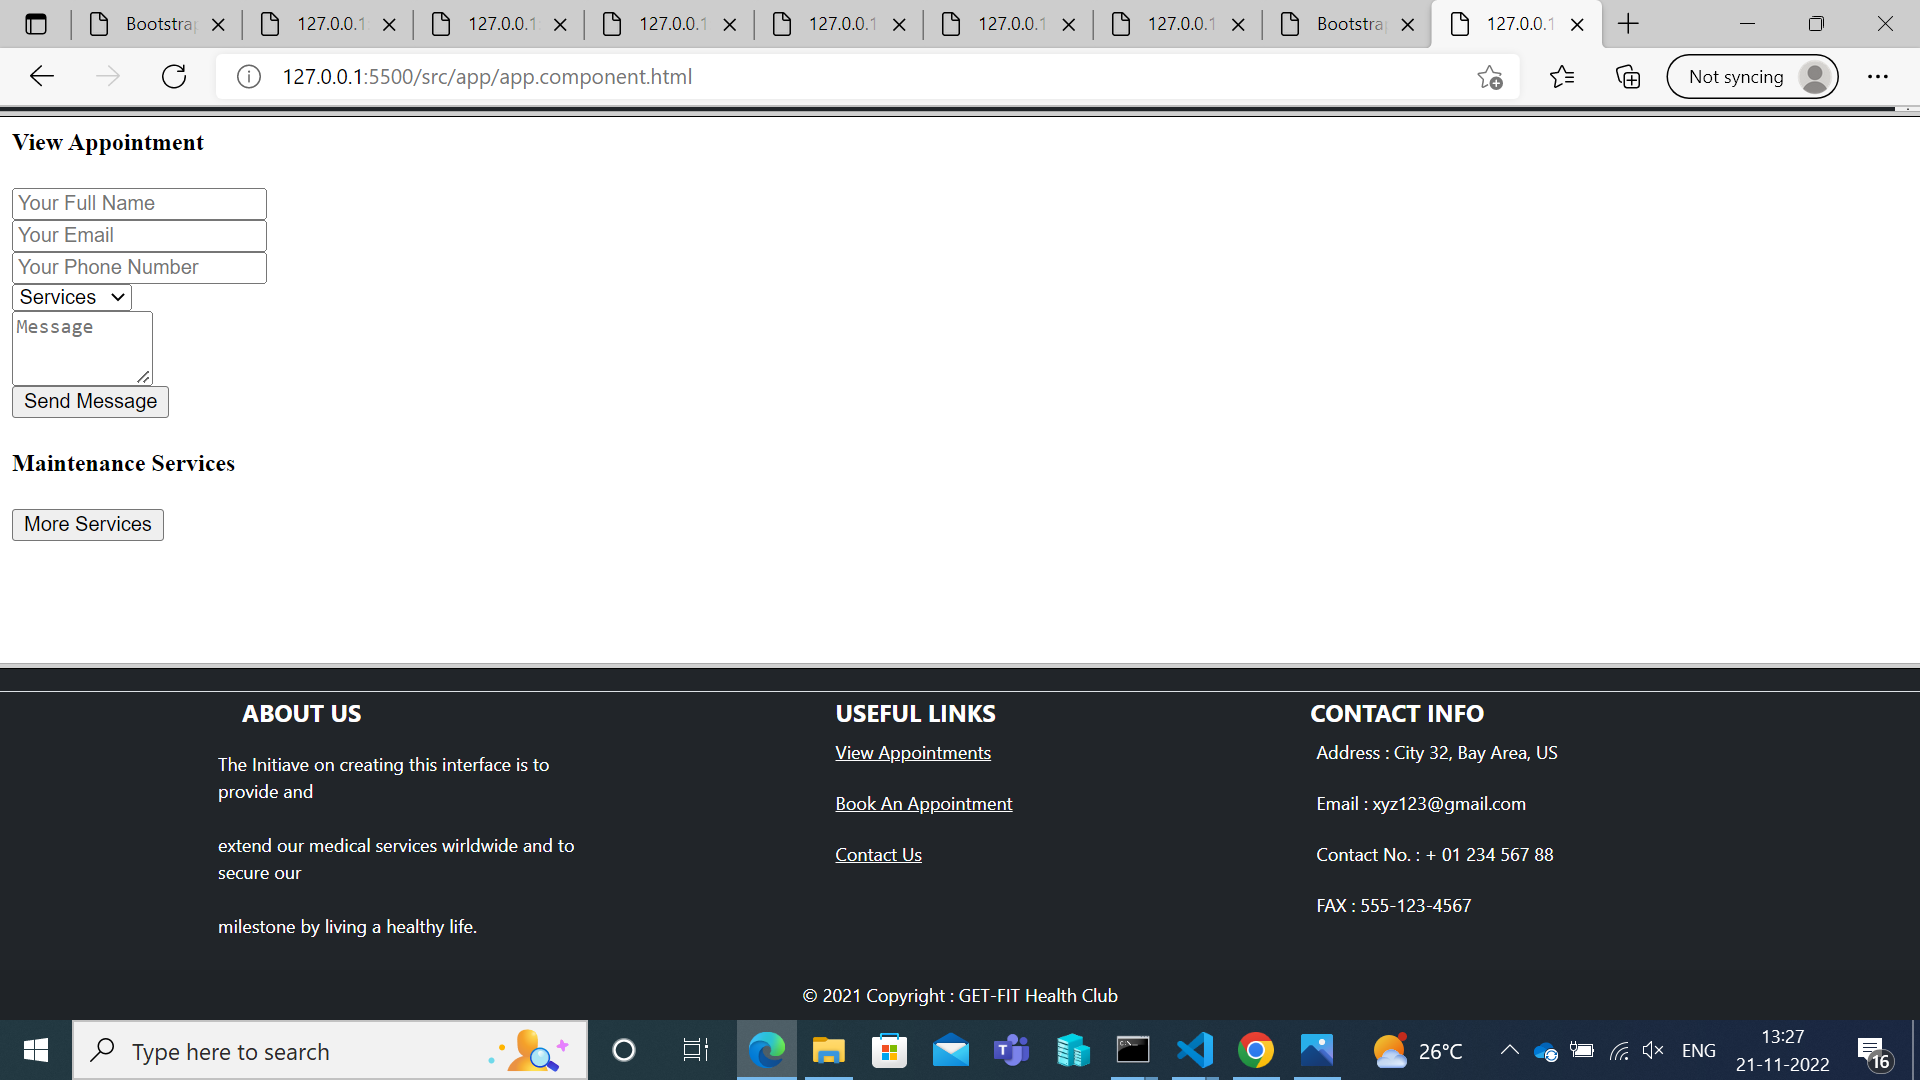 Bootstrap
127.0.0.1
127.0.0.1
127.0.0.1
127.0.0.1
127.0.0.1
127.0.0.1
Bootstrap
127.0.0.1
127.0.0.1:5500/src/app/app.component.html
Not syncing
View Appointment
Your Full Name
Your Email
Your Phone Number
Services
Message
Send Message
Maintenance Services
More Services
ABOUT US
The Initiave on creating this interface is to
provide and
extend our medical services wirldwide and to
secure our
milestone by living a healthy life.
USEFUL LINKS
View Appointments
Book An Appointment
Contact Us
CONTACT INFO
Address : City 32, Bay Area, US
Email : xyz123@gmail.com
Contact No. : + 01 234 567 88
FAX : 555-123-4567
© 2021 Copyright : GET-FIT Health Club
Type here to search
26°C
ENG
13:27
21-11-2022
16